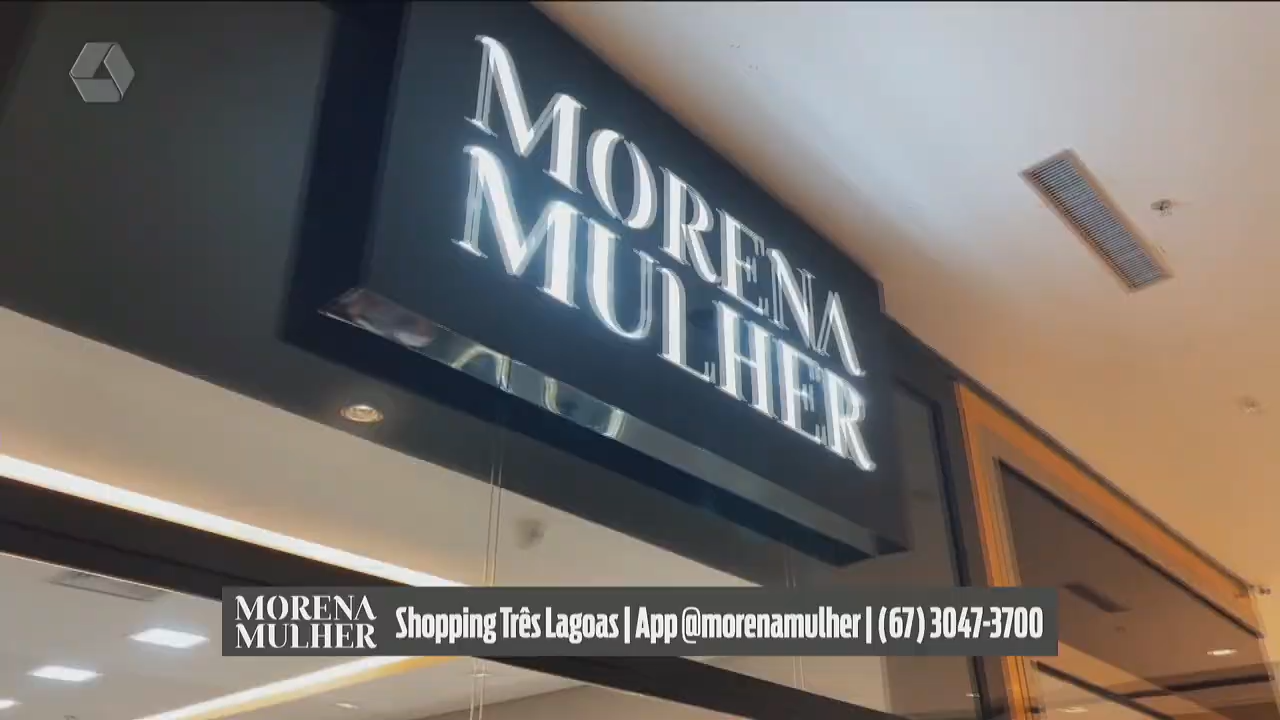 MORENA
MULHER
MORENA
MULHER
Shopping Três Lagoas | App @morenamulher | (67) 3047-3700